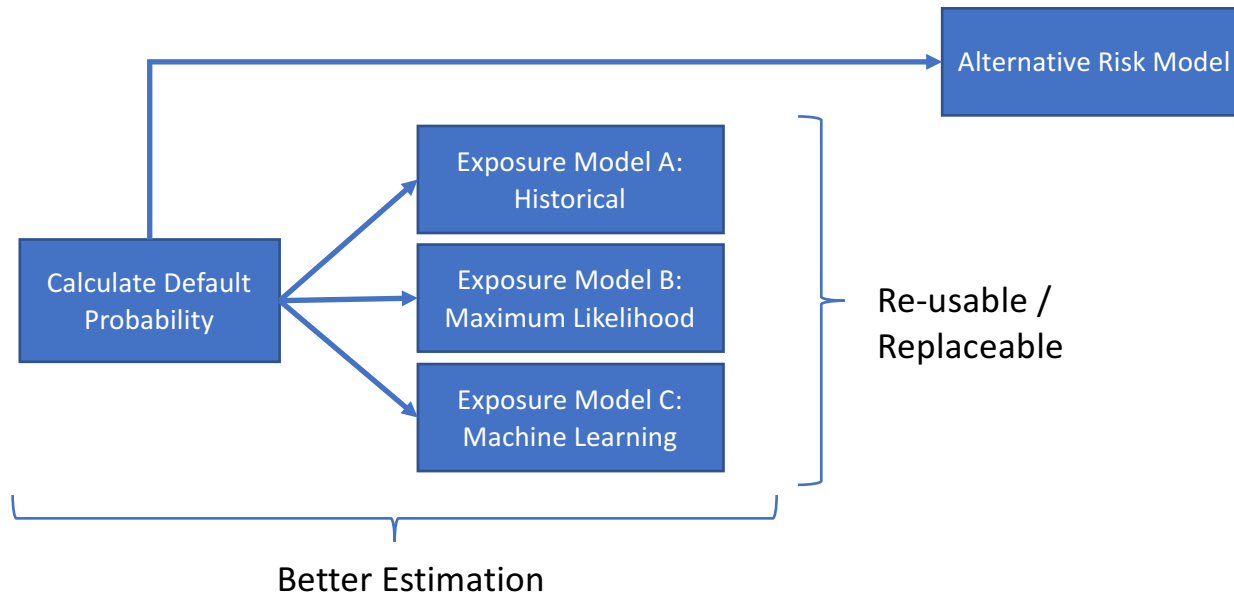 Alternative Risk Model
Exposure Model A:
Historical
Calculate Default
Probability
Exposure Model B:
Maximum Likelihood
Exposure Model C:
Machine Learning
Re-usable /
Replaceable
Better Estimation